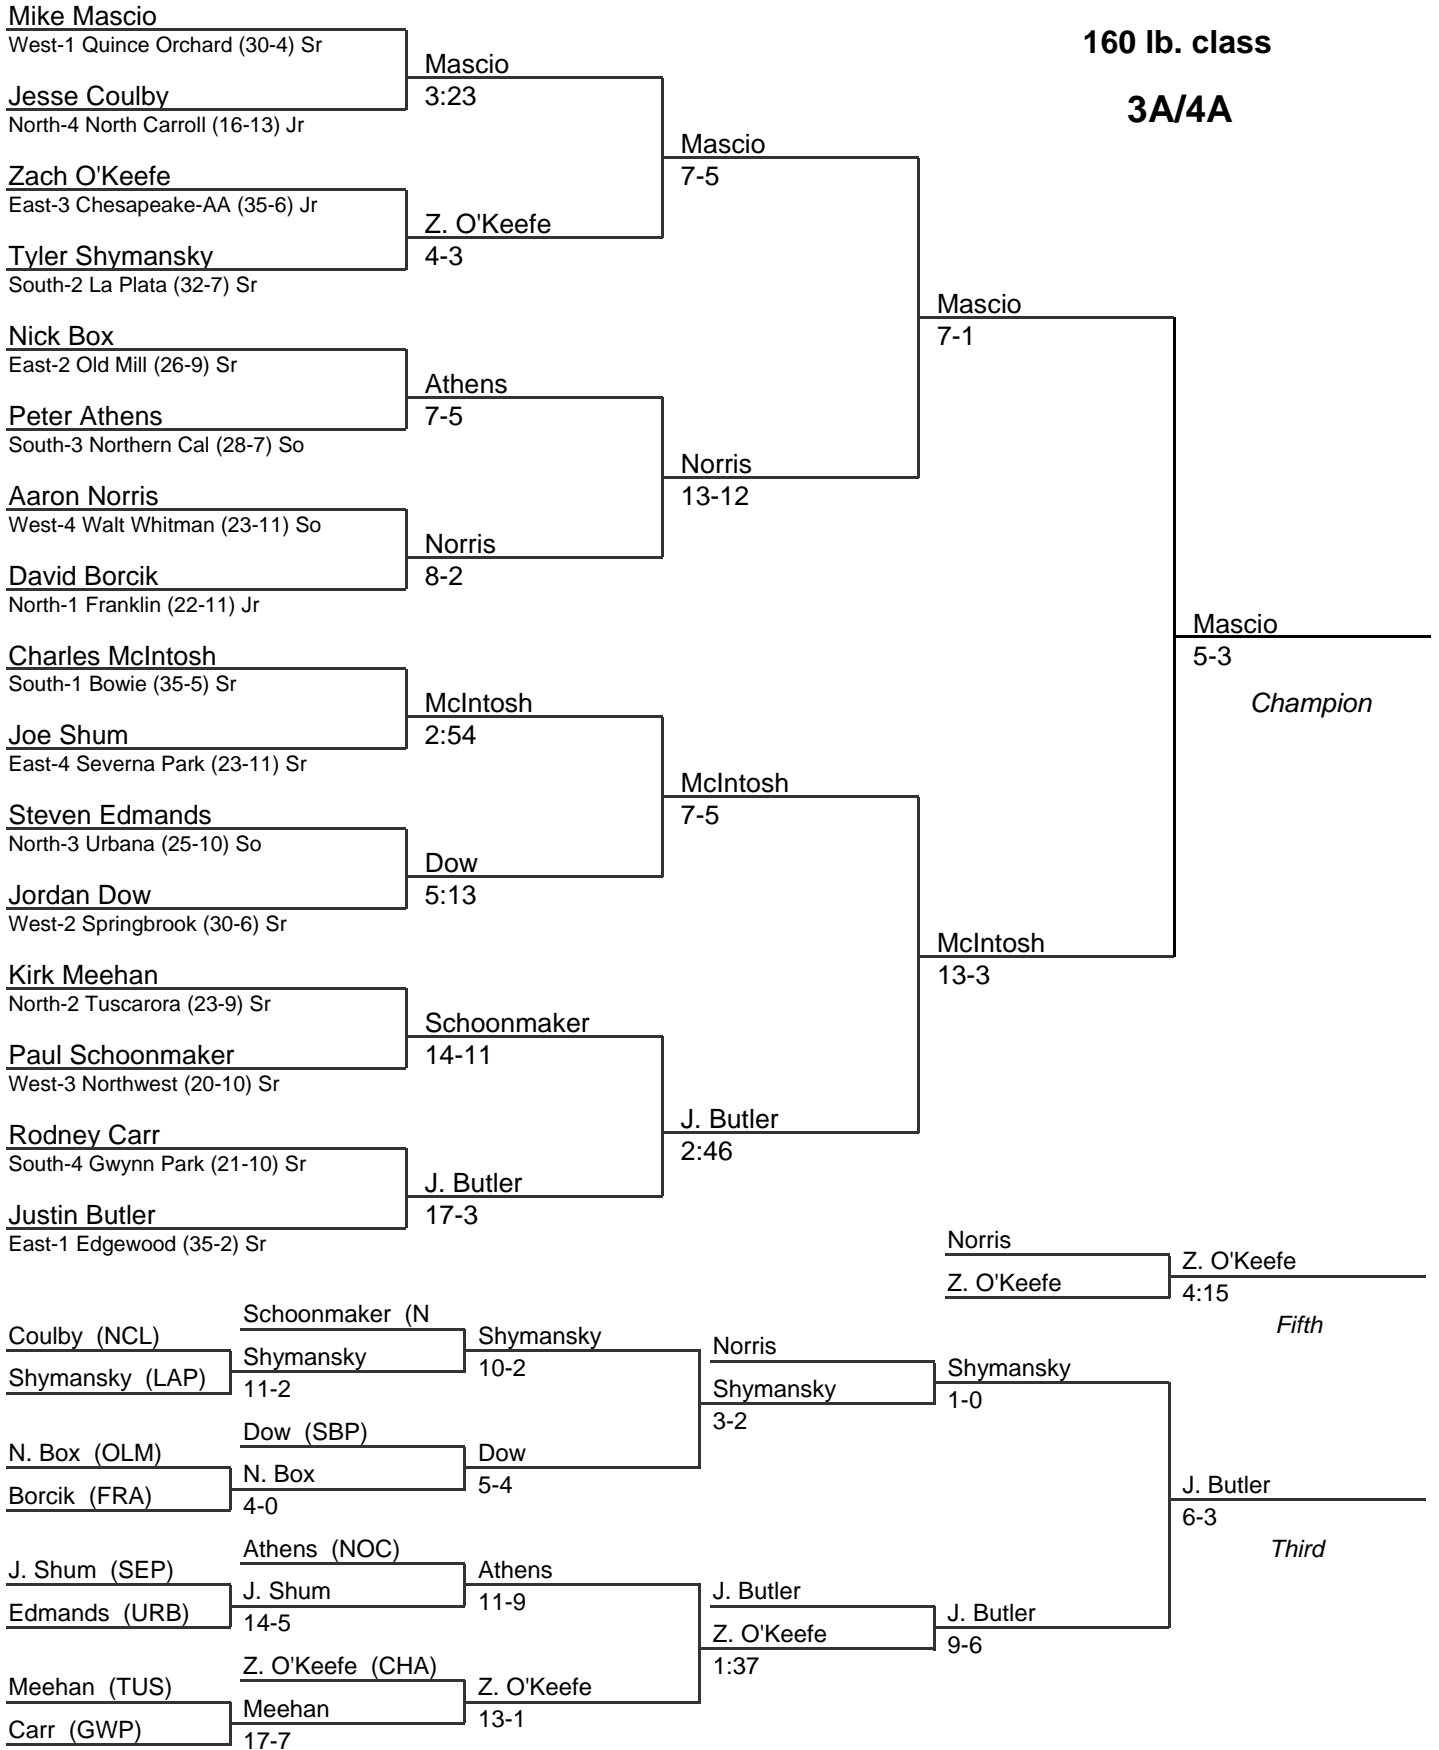 Mike Mascio
West-1 Quince Orchard (30-4) Sr
160 lb. class
Mascio
3:23
Jesse Coulby
North-4 North Carroll (16-13) Jr
3A/4A
Mascio
7-5
Zach O'Keefe
East-3 Chesapeake-AA (35-6) Jr
Z. O'Keefe
4-3
Tyler Shymansky
South-2 La Plata (32-7) Sr
Mascio
7-1
Nick Box
East-2 Old Mill (26-9) Sr
Athens
7-5
Peter Athens
South-3 Northern Cal (28-7) So
Norris
13-12
Aaron Norris
West-4 Walt Whitman (23-11) So
Norris
8-2
David Borcik
North-1 Franklin (22-11) Jr
Mascio
5-3
Champion
Charles McIntosh
South-1 Bowie (35-5) Sr
McIntosh
2:54
Joe Shum
East-4 Severna Park (23-11) Sr
McIntosh
7-5
Steven Edmands
North-3 Urbana (25-10) So
Dow
5:13
Jordan Dow
West-2 Springbrook (30-6) Sr
McIntosh
13-3
Kirk Meehan
North-2 Tuscarora (23-9) Sr
Schoonmaker
14-11
Paul Schoonmaker
West-3 Northwest (20-10) Sr
J. Butler
2:46
Rodney Carr
South-4 Gwynn Park (21-10) Sr
J. Butler
17-3
Justin Butler
East-1 Edgewood (35-2) Sr
Norris
Z. O'Keefe
Z. O'Keefe
4:15
Fifth
Schoonmaker (N
Coulby (NCL)
Shymansky (LAP)
Shymansky
11-2
Shymansky
10-2
Norris
Shymansky
3-2
Shymansky
1-0
Dow (SBP)
N. Box (OLM)
Borcik (FRA)
N. Box
4-0
Dow
5-4
J. Butler
6-3
Third
Athens (NOC)
J. Shum (SEP)
Edmands (URB)
J. Shum
14-5
Athens
11-9
J. Butler
Z. O'Keefe
1:37
J. Butler
9-6
Z. O'Keefe (CHA)
Meehan (TUS)
Carr (GWP)
Meehan
17-7
Z. O'Keefe
13-1